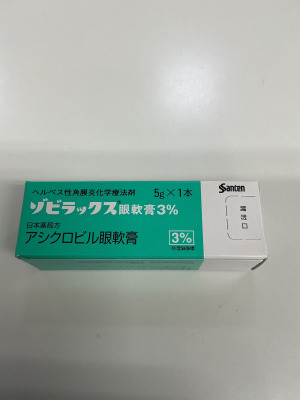 ヘルペス性角膜炎化学療法剤
5g×1本
Santen
ゾビラックス®眼軟膏3%
開封口
日本薬局方
アシクロビル眼軟膏
3%